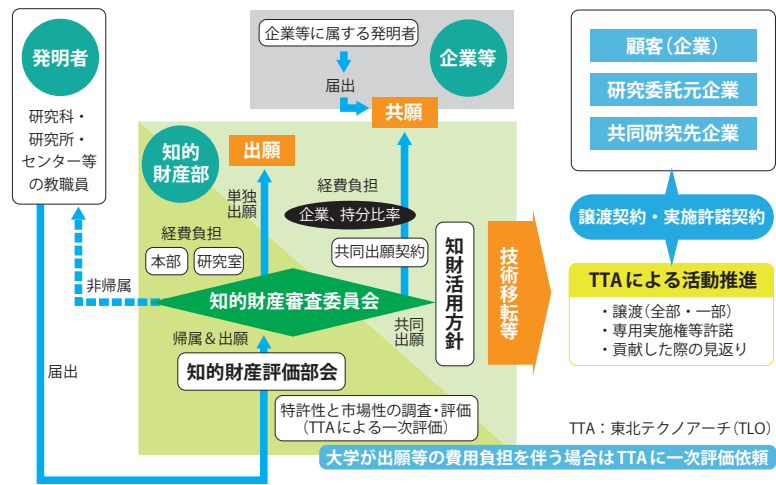 発明者
研究科・
研究所・
センター等
の教職員
企業等に属する発明者
企業等
届出
共願
知的
財産部
出願
単独
出願
経費負担
本部
研究室
経費負担
企業、持分比率
共同出願契約
知的財産審査委員会
非帰属
帰属&出願
共同
出願
知的財産評価部会
特許性と市場性の調査・評価
(TTAによる一次評価)
届出
知財活用方針
技術移転等
顧客(企業)
研究委託元企業
共同研究先企業
譲渡契約・実施許諾契約
TTAによる活動推進
・譲渡(全部・一部)
・専用実施権等許諾
・貢献した際の見返り
TTA:東北テクノアーチ(TLO)
大学が出願等の費用負担を伴う場合はTTAに一次評価依頼